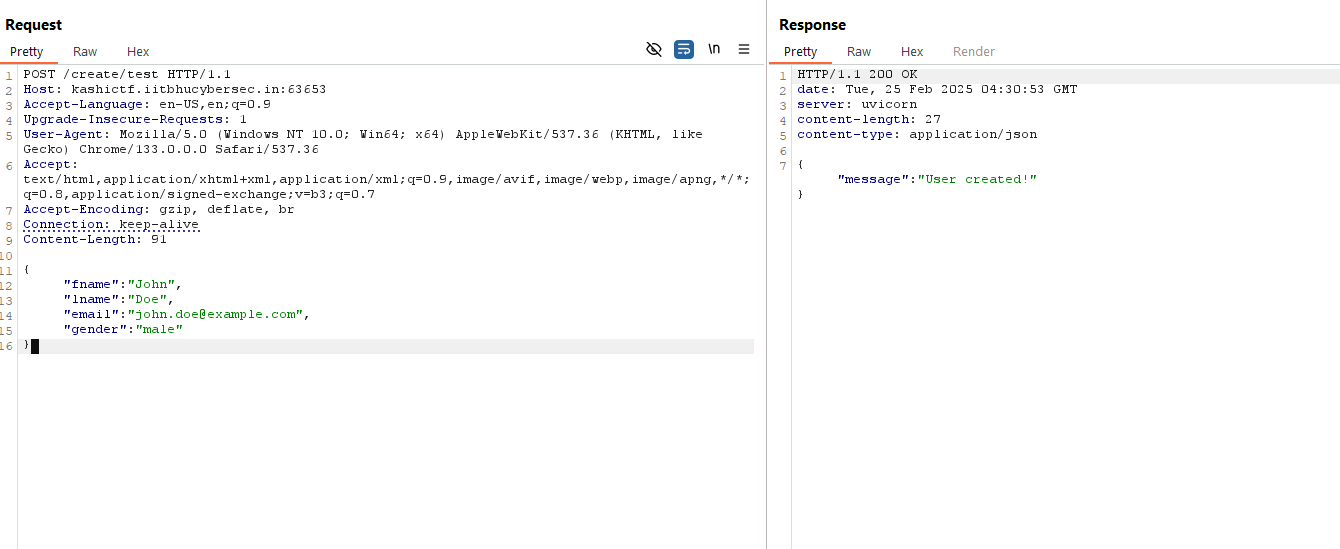 Request
Pretty Raw Hex
\n
1 POST /create/test HTTP/1.1
2 Host: kashictf.iitbhucybersec.in:63653
3 Accept-Language: en-US,en;q=0.9
4 Upgrade-Insecure-Requests: 1
5 User-Agent: Mozilla/5.0 (Windows NT 10.0; Win64; x64) AppleWebKit/537.36 (KHTML, like
Gecko) Chrome/133.0.0.0 Safari/537.36
6 Accept:
text/html,application/xhtml+xml,application/xml;q=0.9,image/avif,image/webp,image/apng,*/*;
q=0.8,application/signed-exchange;v=b3;q=0.7
7 Accept-Encoding: gzip, deflate, br
8 Connection: keep-alive
9 Content-Length: 91
10
11 {
12 "fname":"John",
13 "lname":"Doe",
14 "email":"john.doe@example.com",
15 "gender":"male"
16 }
Response
Pretty Raw Hex Render
1 HTTP/1.1 200 OK
2 date: Tue, 25 Feb 2025 04:30:53 GMT
3 server: uvicorn
4 content-length: 27
5 content-type: application/json
6
7 {
"message":"User created!"
}